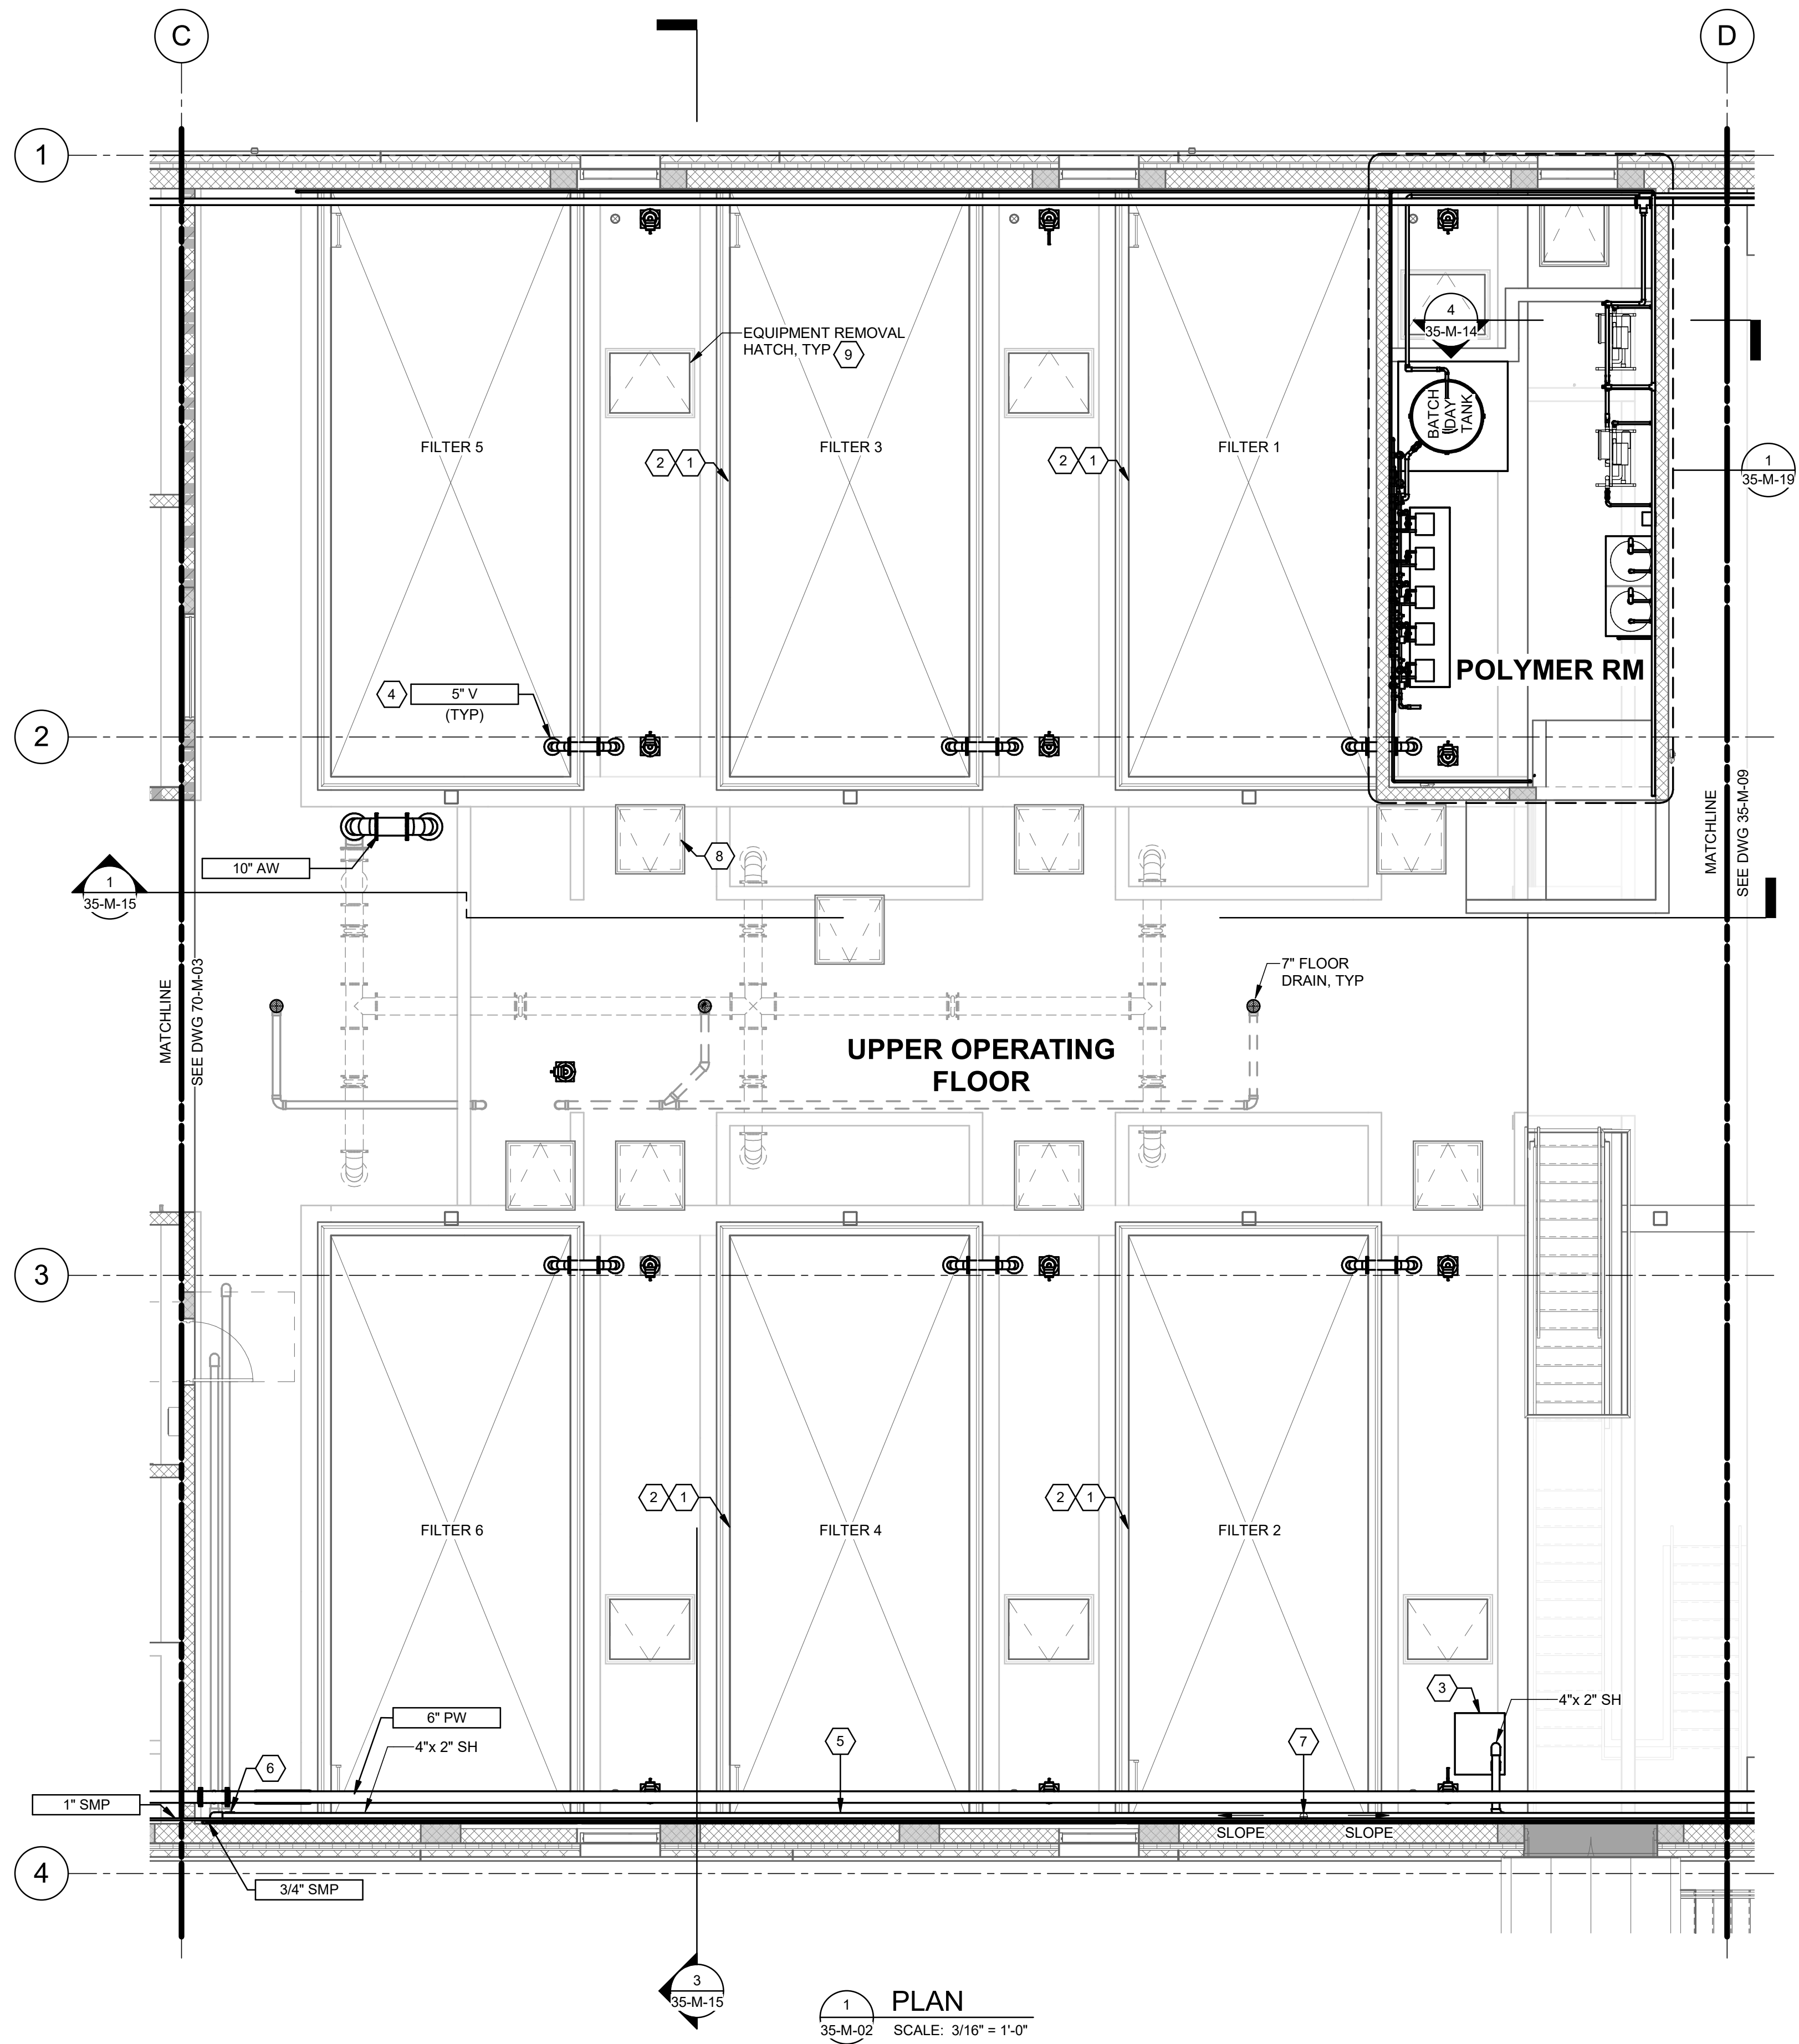 C
D
1
EQUIPMENT REMOVAL
HATCH, TYP 9
4
35-M-14
BATCH
/DAY
TANK
FILTER 5
FILTER 3
FILTER 1
2 1
2 1
1
35-M-19
POLYMER RM
4 5" V
(TYP)
2
MATCHLINE
SEE DWG 35-M-09
10" AW
8
1
35-M-15
MATCHLINE
SEE DWG 70-M-03
7" FLOOR
DRAIN, TYP
UPPER OPERATING
FLOOR
3
2 1
2 1
FILTER 6
FILTER 4
FILTER 2
3
4"x 2" SH
6" PW
4"x 2" SH
5
7
6
1" SMP
SLOPE
SLOPE
4
3/4" SMP
3
35-M-15
1
35-M-02
PLAN
SCALE: 3/16" = 1'-0"